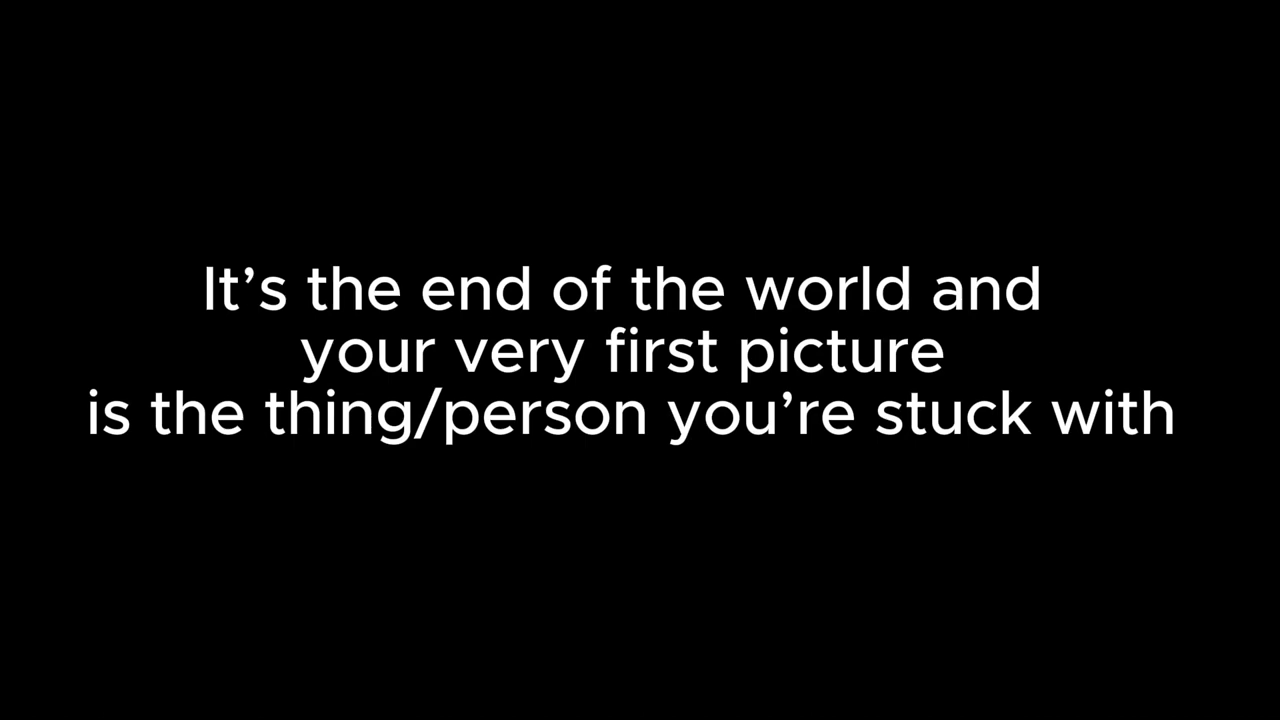 It’s the end of the world and
your very first picture
is the thing/person you’re stuck with